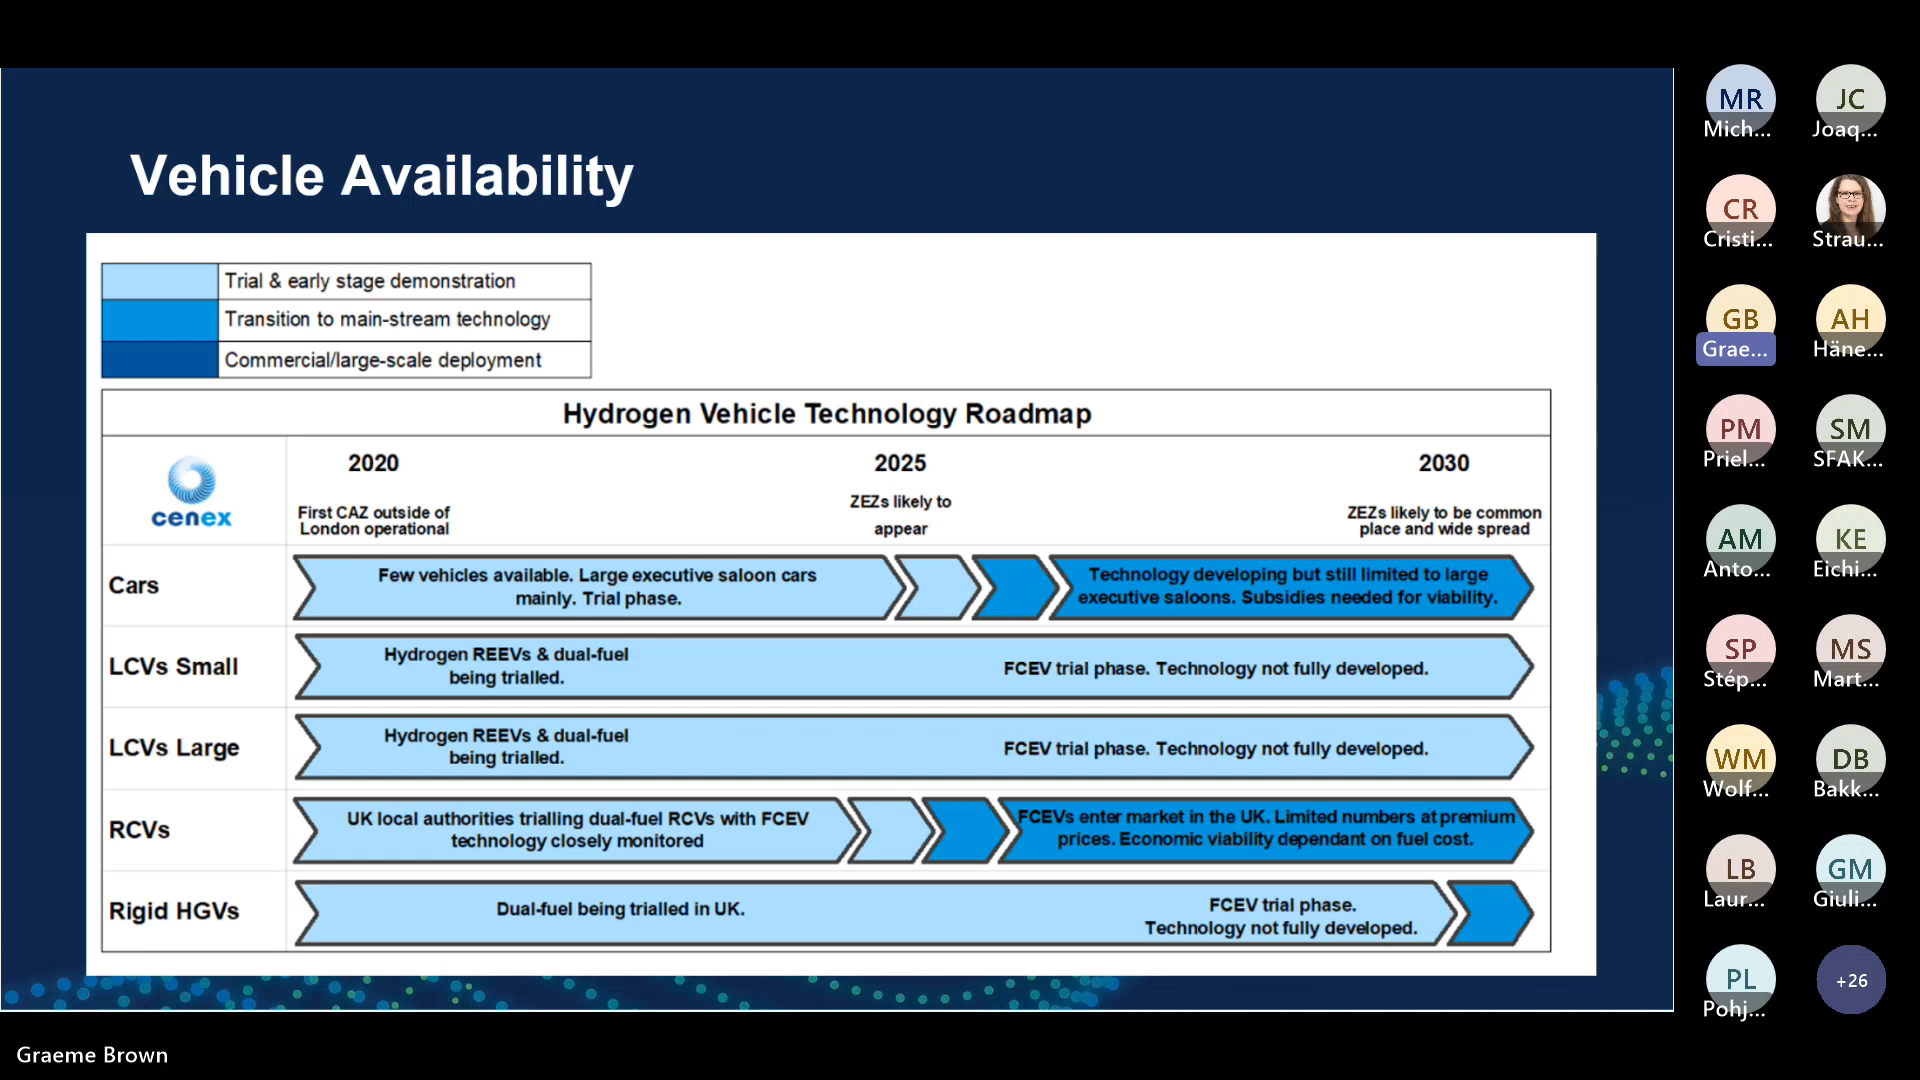 Vehicle Availability
Trial & early stage demonstration
Transition to main-stream technology
Commercial/large-scale deployment
Hydrogen Vehicle Technology Roadmap
cenex
2020
First CAZ outside of
London operational
2025
ZEZs likely to
appear
2030
ZEZs likely to be common
place and wide spread
Cars
Few vehicles available. Large executive saloon cars
mainly. Trial phase.
Technology developing but still limited to large
executive saloons. Subsidies needed for viability.
LCVs Small
Hydrogen REEVs & dual-fuel
being trialled.
FCEV trial phase. Technology not fully developed.
LCVs Large
Hydrogen REEVs & dual-fuel
being trialled.
FCEV trial phase. Technology not fully developed.
RCVs
UK local authorities trialling dual-fuel RCVs with FCEV
technology closely monitored
FCEVs enter market in the UK. Limited numbers at premium
prices. Economic viability dependant on fuel cost.
Rigid HGVs
Dual-fuel being trialled in UK.
FCEV trial phase.
Technology not fully developed.
MR
Mich...
JC
Joaq...
CR
Cristi...
Strau...
GB
Grae...
AH
Häne...
PM
Priel...
SM
SFAK...
AM
Anto...
KE
Eichi...
SP
Stép...
MS
Mart...
WM
Wolf...
DB
Bakk...
LB
Laur...
GM
Giuli...
PL
Pohj...
+26
Graeme Brown